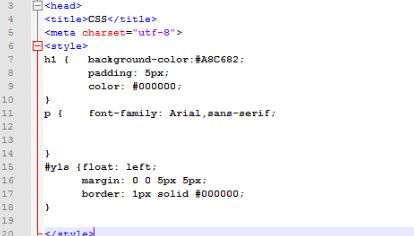 3 <head>
4 <title>CSS</title>
5 <meta charset="utf-8">
6 <style>
7 h1 { background-color:#A8C682;
8 padding: 5px;
9 color: #000000;
10 }
11 p { font-family: Arial,sans-serif;
12
13
14 }
15 #yls {float: left;
16 margin: 0 0 5px 5px;
17 border: 1px solid #000000;
18 }
19
20 </style>